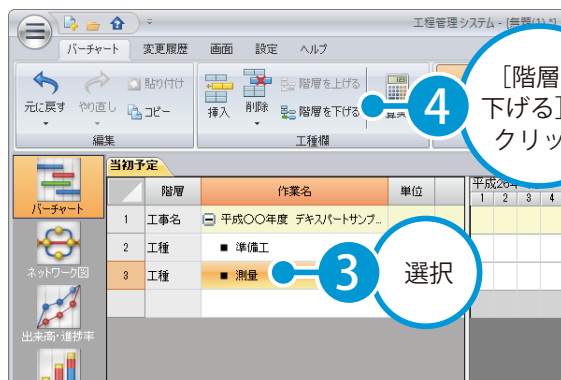 工程管理システム - (無題(1) *)
バーチャート 変更履歴 画面 設定 ヘルプ
元に戻す やり直し 貼り付け コピー
編集
挿入 削除 階層を上げる 階層を下げる
工種欄
4 [階層
下げる]
クリッ
当初予定
階層 作業名 単位
平成26年
1 2 3 4
1 工事名 平成〇〇年度 デキスパートサンプ...
2 工種 ■ 準備工
3 工種 ■ 測量
3 選択
バーチャート
ネットワーク図
出来高・進捗率